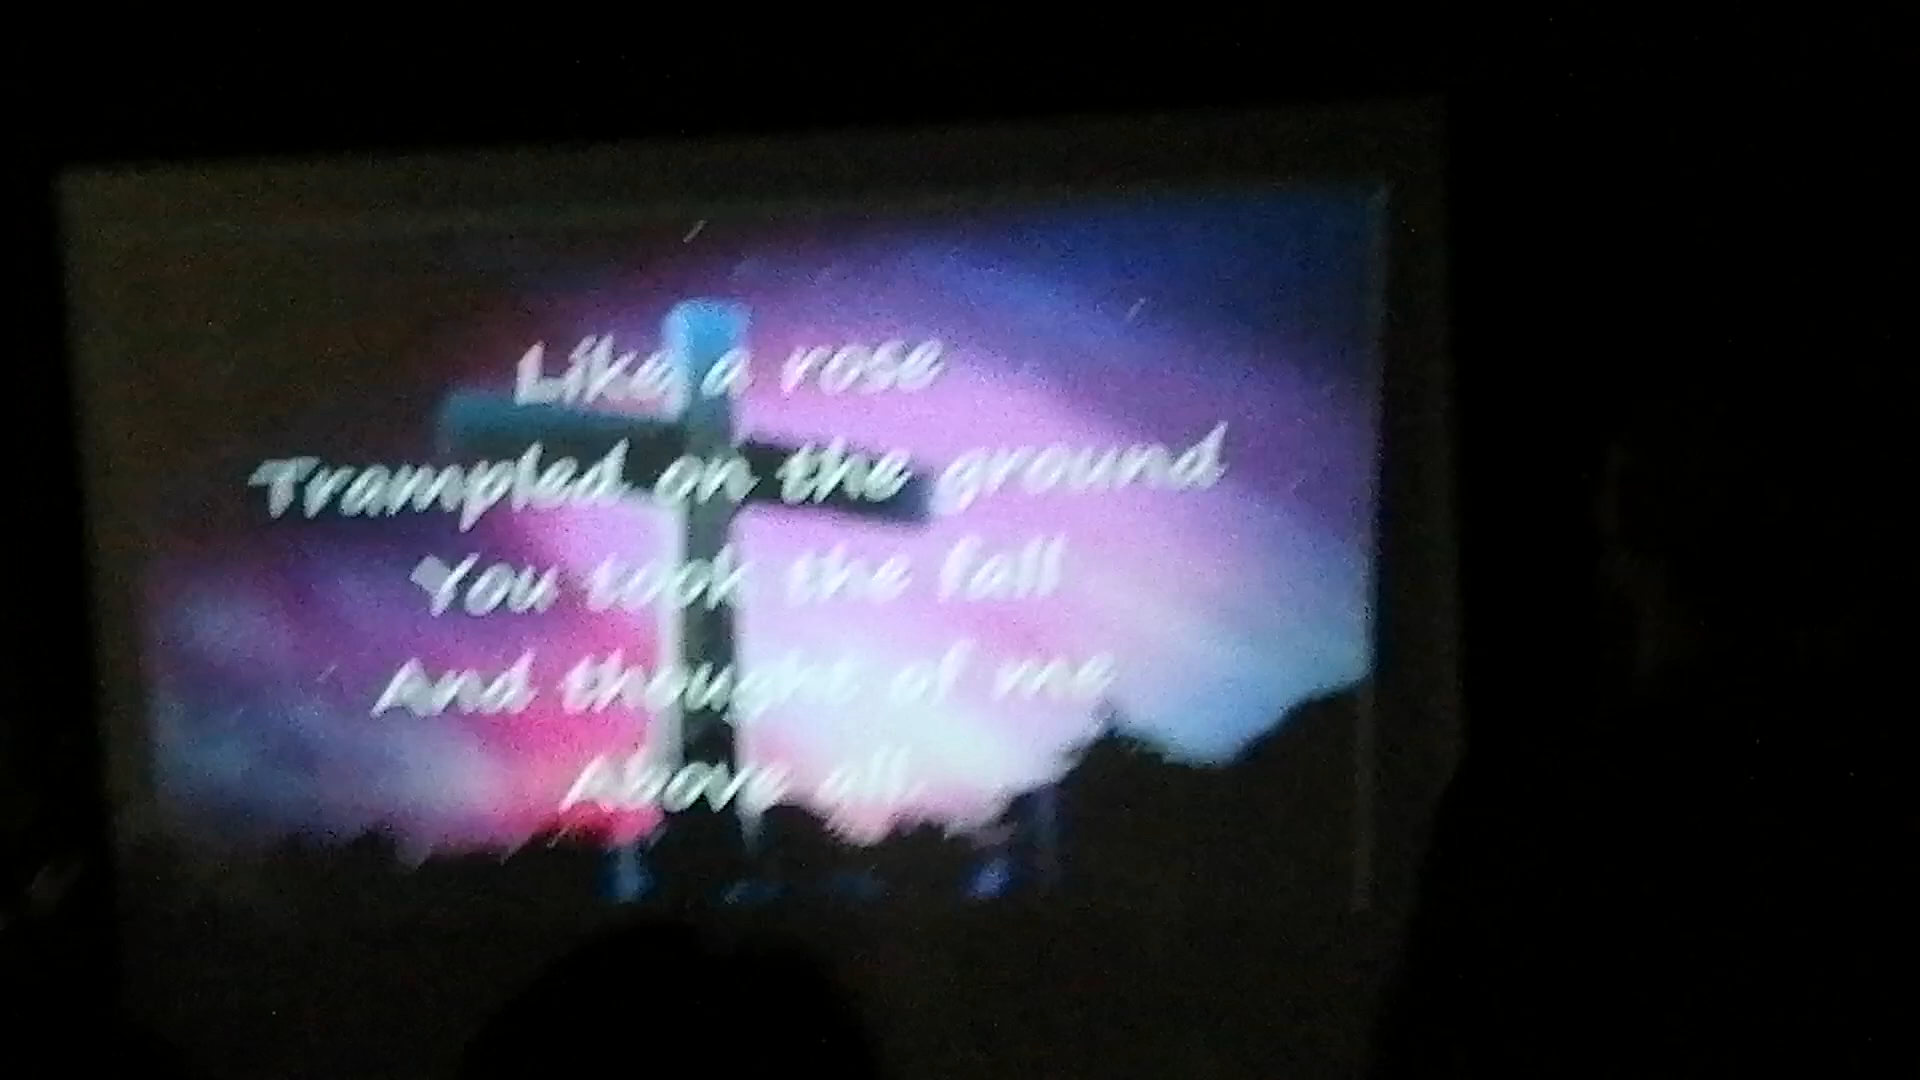 Like a rose
Trampled on the ground
You took the fall
And thought of me
Above all